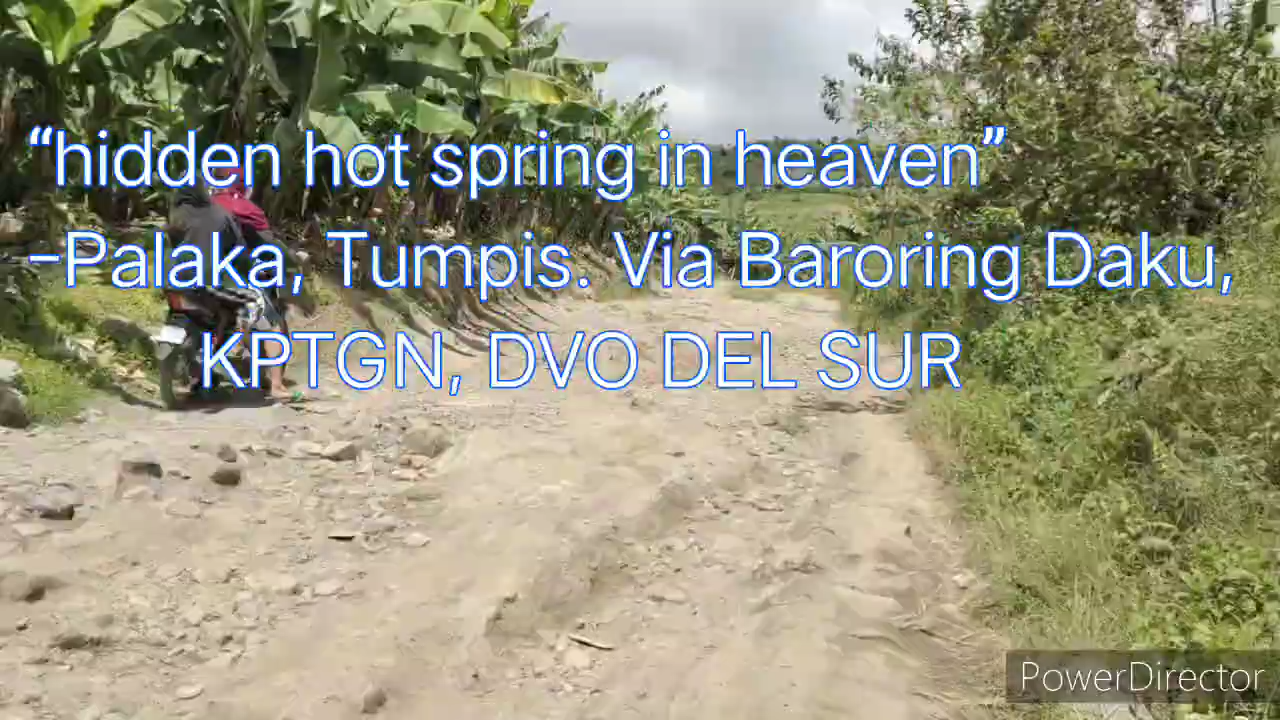 “hidden hot spring in heaven”
–Palaka, Tumpis. Via Baroring Daku,
KPTGN, DVO DEL SUR
PowerDirector